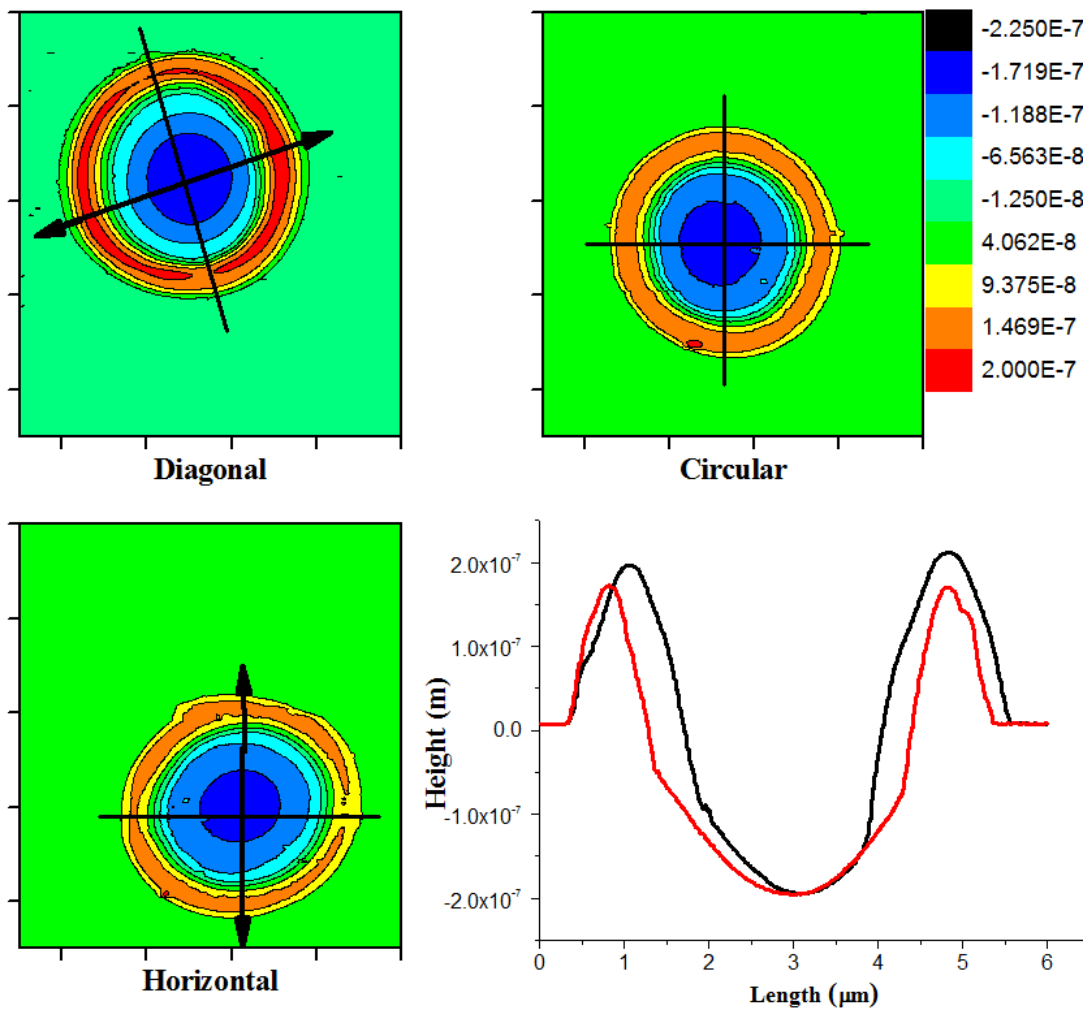 -2.250E-7
-1.719E-7
-1.188E-7
-6.563E-8
-1.250E-8
4.062E-8
9.375E-8
1.469E-7
2.000E-7
Diagonal
Circular
Horizontal
Height (m)
2.0x10⁻⁷
1.0x10⁻⁷
0.0
-1.0x10⁻⁷
-2.0x10⁻⁷
0 1 2 3 4 5 6
Length (μm)